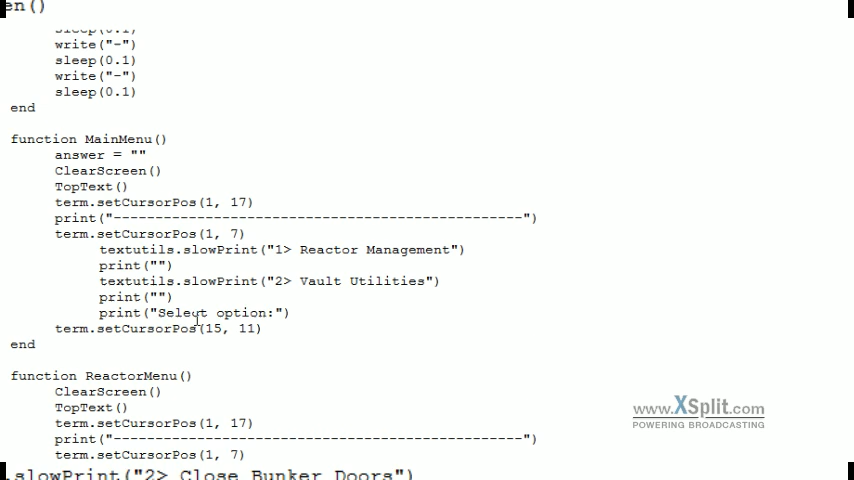 en()
sleep(0.1)
write("-")
sleep(0.1)
write("-")
sleep(0.1)
end
function MainMenu()
answer = ""
ClearScreen()
TopText()
term.setCursorPos(1, 17)
print("-------------------------------------------------")
term.setCursorPos(1, 7)
textutils.slowPrint("1> Reactor Management")
print("")
textutils.slowPrint("2> Vault Utilities")
print("")
print("Select option:")
term.setCursorPos(15, 11)
end
function ReactorMenu()
ClearScreen()
TopText()
term.setCursorPos(1, 17)
print("-------------------------------------------------")
term.setCursorPos(1, 7)
.slowPrint("2> Close Bunker Doors")
www.XSplit.com
POWERING BROADCASTING